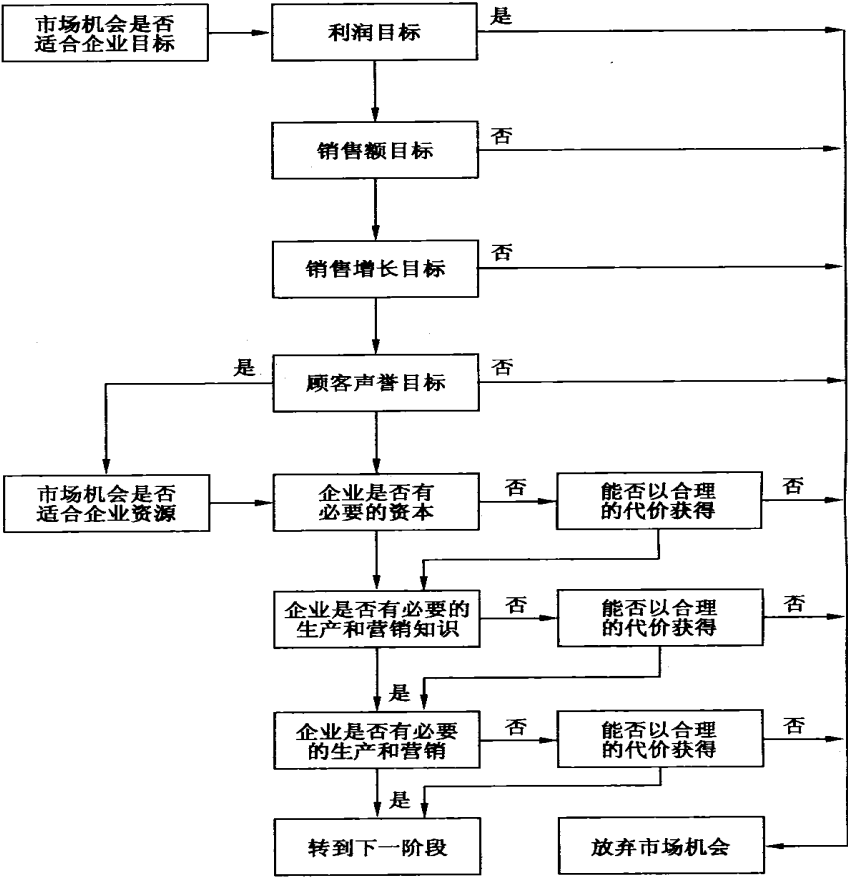 市场机会是否
适合企业目标
利润目标
是
销售额目标
否
销售增长目标
否
是
顾客声誉目标
否
市场机会是否
适合企业资源
企业是否有
必要的资本
否
能否以合理
的代价获得
否
企业是否有必要的
生产和营销知识
否
能否以合理
的代价获得
否
是
企业是否有必要
的生产和营销
否
能否以合理
的代价获得
否
是
转到下一阶段
放弃市场机会